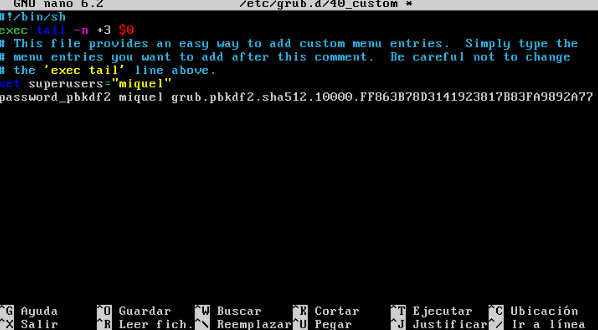 GNU nano 6.2 /etc/grub.d/40_custom *
#!/bin/sh
exec tail -n +3 $0
# This file provides an easy way to add custom menu entries.  Simply type the
# menu entries you want to add after this comment.  Be careful not to change
# the 'exec tail' line above.
set superusers="miquel"
password_pbkdf2 miquel grub.pbkdf2.sha512.10000.FF863B78D3141923817B83FA9892A77
^G Ayuda ^O Guardar ^W Buscar ^K Cortar ^T Ejecutar ^C Ubicación
^X Salir ^R Leer fich. ^\ Reemplazar ^U Pegar ^J Justificar ^/ Ir a línea